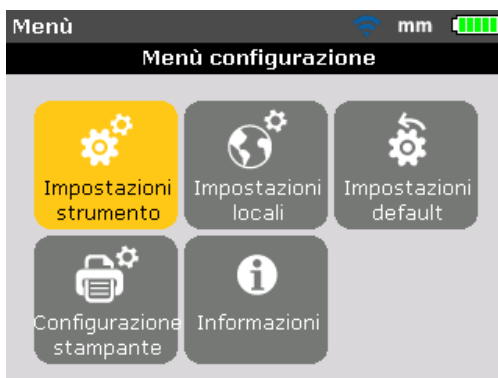 Menù mm
Menù configurazione
Impostazioni strumento
Impostazioni locali
Impostazioni default
Configurazione stampante
Informazioni